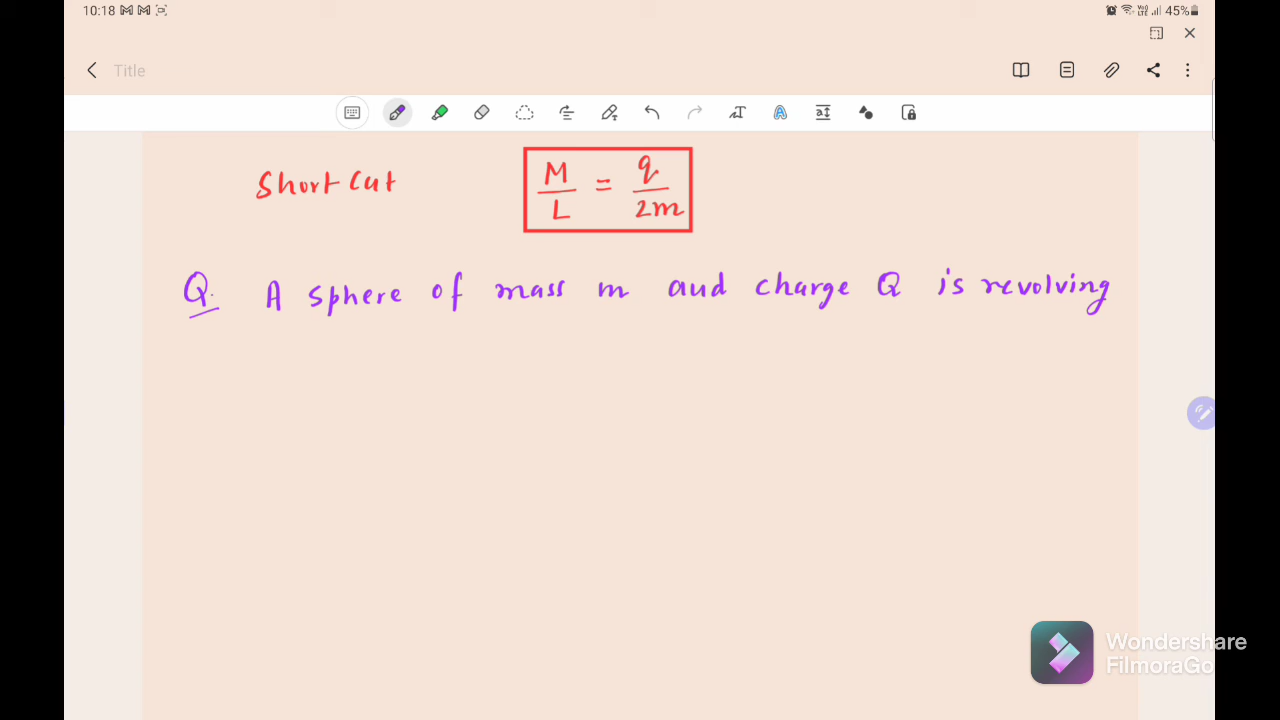 10:18 45%
Title
Short Cut M/L = q/2m
Q. A sphere of mass m and charge Q is revolving
Wondershare
FilmoraGo